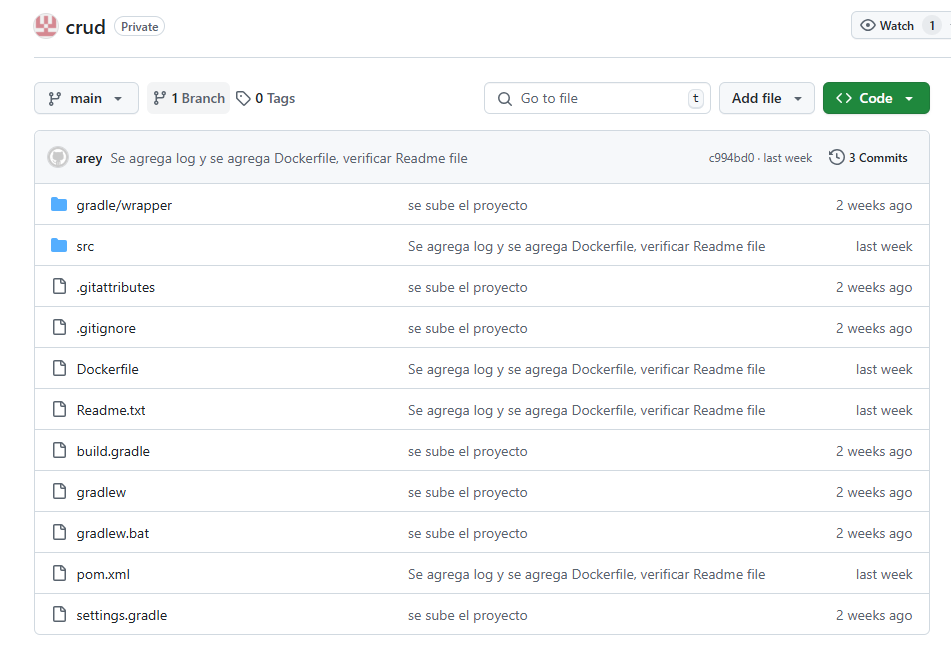 crud Private Watch 1
main 1 Branch 0 Tags Go to file t Add file Code
arey Se agrega log y se agrega Dockerfile, verificar Readme file c994bd0 · last week 3 Commits
gradle/wrapper se sube el proyecto 2 weeks ago
src Se agrega log y se agrega Dockerfile, verificar Readme file last week
.gitattributes se sube el proyecto 2 weeks ago
.gitignore se sube el proyecto 2 weeks ago
Dockerfile Se agrega log y se agrega Dockerfile, verificar Readme file last week
Readme.txt Se agrega log y se agrega Dockerfile, verificar Readme file last week
build.gradle se sube el proyecto 2 weeks ago
gradlew se sube el proyecto 2 weeks ago
gradlew.bat se sube el proyecto 2 weeks ago
pom.xml Se agrega log y se agrega Dockerfile, verificar Readme file last week
settings.gradle se sube el proyecto 2 weeks ago